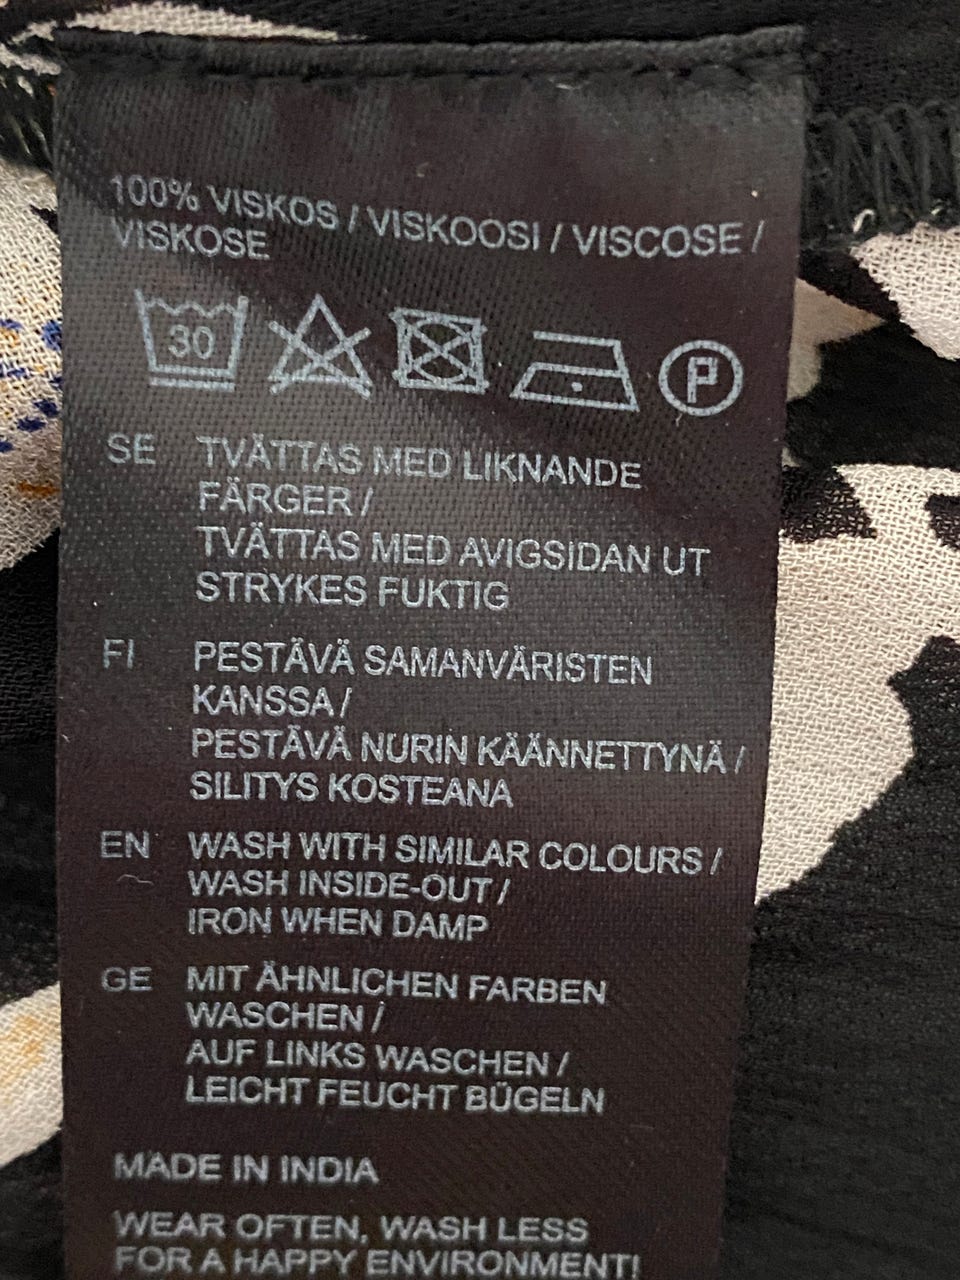 100% VISKOS / VISKOOSI / VISCOSE /
VISKOSE
30
P
SE TVÄTTAS MED LIKNANDE
FÄRGER /
TVÄTTAS MED AVIGSIDAN UT
STRYKES FUKTIG
FI PESTÄVÄ SAMANVÄRISTEN
KANSSA /
PESTÄVÄ NURIN KÄÄNNETTYNÄ /
SILITYS KOSTEANA
EN WASH WITH SIMILAR COLOURS /
WASH INSIDE-OUT /
IRON WHEN DAMP
GE MIT ÄHNLICHEN FARBEN
WASCHEN /
AUF LINKS WASCHEN /
LEICHT FEUCHT BÜGELN
MADE IN INDIA
WEAR OFTEN, WASH LESS
FOR A HAPPY ENVIRONMENT!